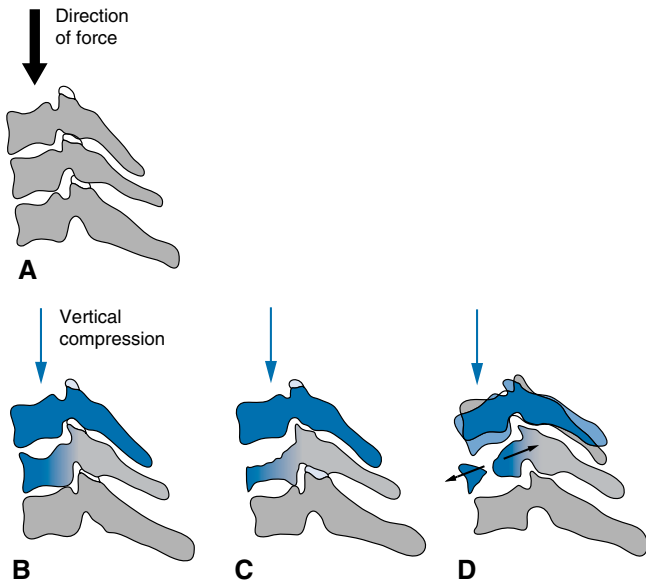 Direction
of force
A
Vertical
compression
B
C
D